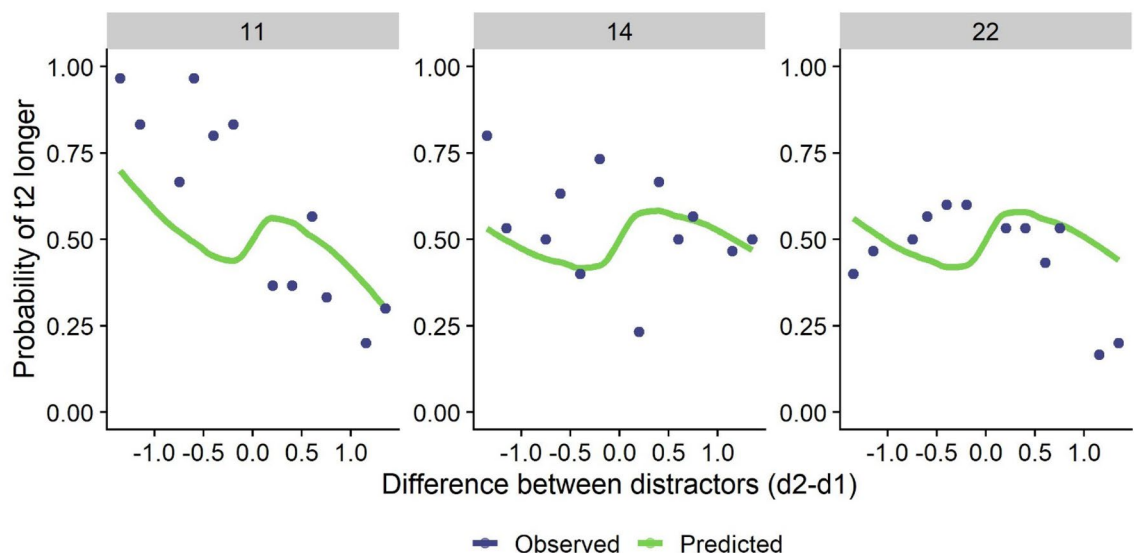 11 14 22
Probability of t2 longer
1.00 1.00 1.00
0.75 0.75 0.75
0.50 0.50 0.50
0.25 0.25 0.25
0.00 0.00 0.00
-1.0 -0.5 0.0 0.5 1.0 -1.0 -0.5 0.0 0.5 1.0 -1.0 -0.5 0.0 0.5 1.0
Difference between distractors (d2-d1)
Observed Predicted